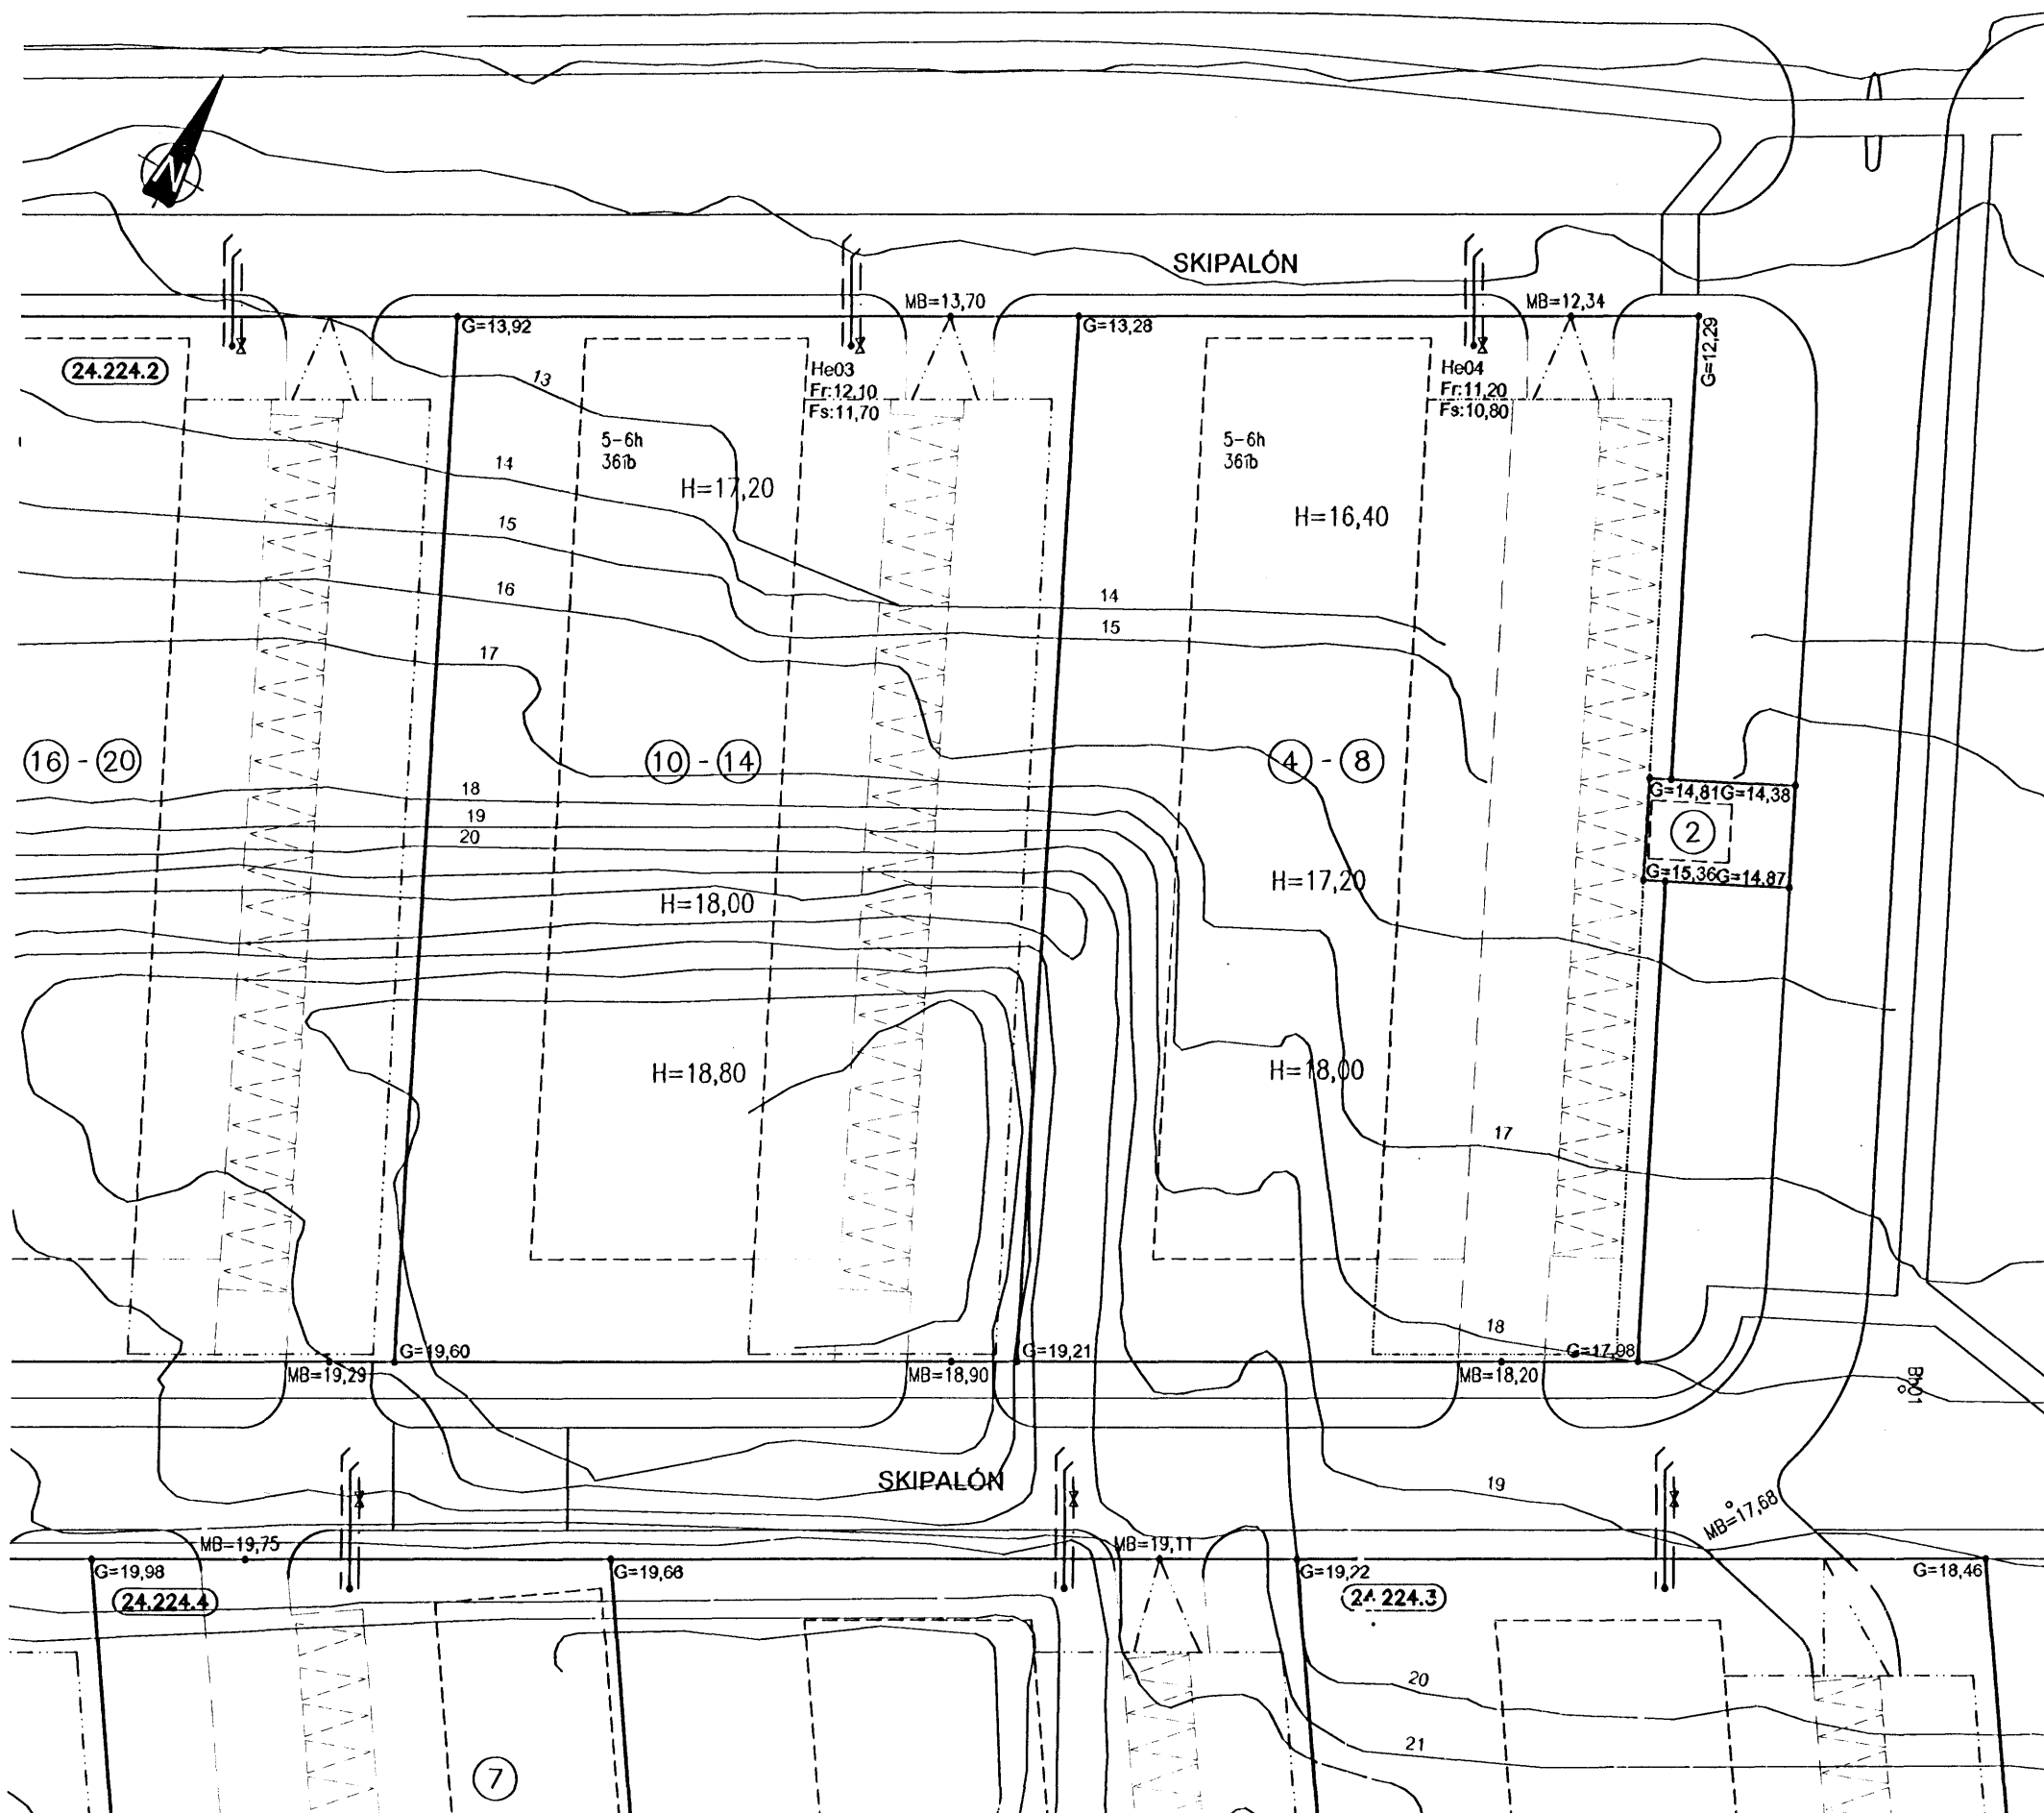 N
SKIPALÓN
MB=13,70
MB=12,34
G=13,92
G=13,28
G=12,29
24.224.2
He03
Fr:12,10
Fs:11,70
He04
Fr:11,20
Fs:10,80
13
5-6h
36íb
5-6h
36íb
14
H=17,20
H=16,40
15
16
14
15
17
16 - 20
10 - 14
4 - 8
18
19
20
G=14,81
G=14,38
2
G=15,36
G=14,87
H=18,00
H=17,20
H=18,80
H=18,00
17
18
G=19,60
G=19,21
G=17,98
MB=19,29
MB=18,90
MB=18,20
SKIPALÓN
19
MB=17,68
MB=19,75
MB=19,11
G=19,98
G=19,66
G=19,22
G=18,46
24.224.4
24.224.3
20
21
7